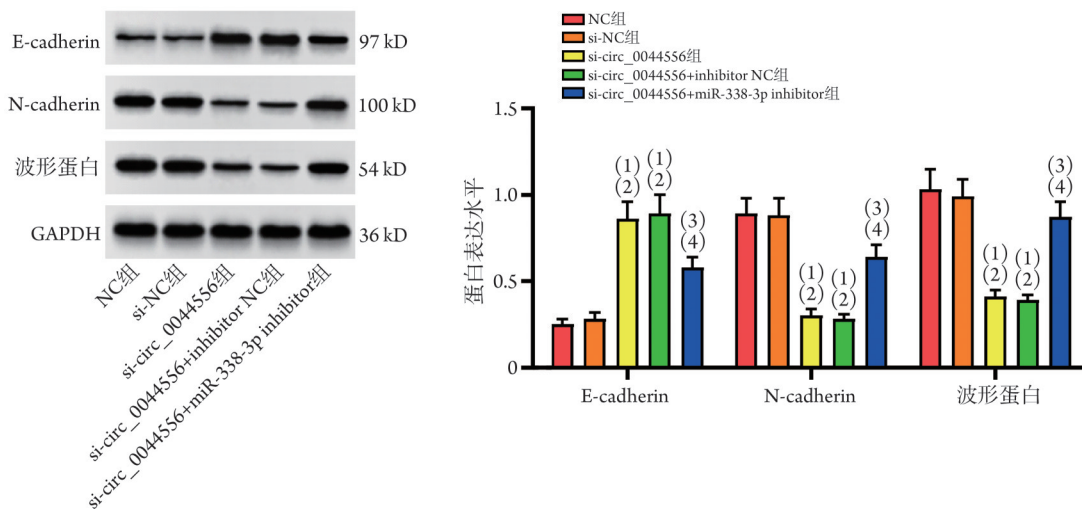 E-cadherin
97 kD
N-cadherin
100 kD
波形蛋白
54 kD
GAPDH
36 kD
NC组
si-NC组
si-circ_0044556组
si-circ_0044556+inhibitor NC组
si-circ_0044556+miR-338-3p inhibitor组
NC组
si-NC组
si-circ_0044556组
si-circ_0044556+inhibitor NC组
si-circ_0044556+miR-338-3p inhibitor组
蛋白表达水平
1.5
1.0
0.5
0
(1)
(2)
(1)
(2)
(3)
(4)
(1)
(2)
(1)
(2)
(3)
(4)
(1)
(2)
(1)
(2)
(3)
(4)
E-cadherin
N-cadherin
波形蛋白